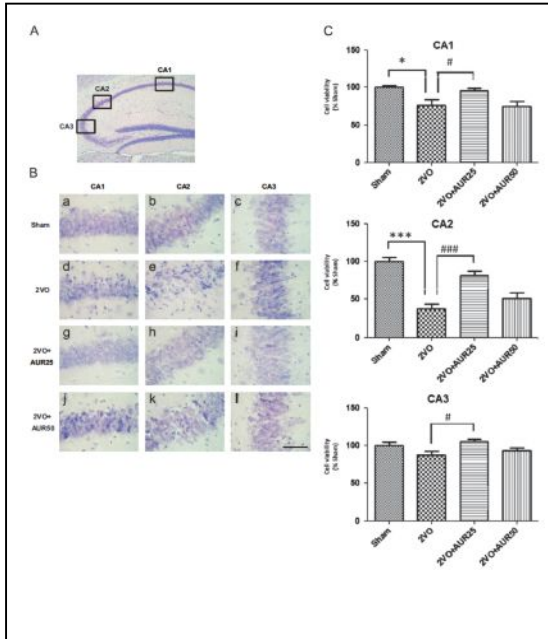 A
CA1
CA2
CA3
B
CA1 CA2 CA3
Sham
a b c
2VO
d e f
2VO+
AUR25
g h i
2VO+
AUR50
j k l
C
CA1
Cell viability
(% Sham)
150
100
50
0
* #
Sham 2VO 2VO+AUR25 2VO+AUR50
CA2
Cell viability
(% Sham)
150
100
50
0
*** ###
Sham 2VO 2VO+AUR25 2VO+AUR50
CA3
Cell viability
(% Sham)
150
100
50
0
#
Sham 2VO 2VO+AUR25 2VO+AUR50